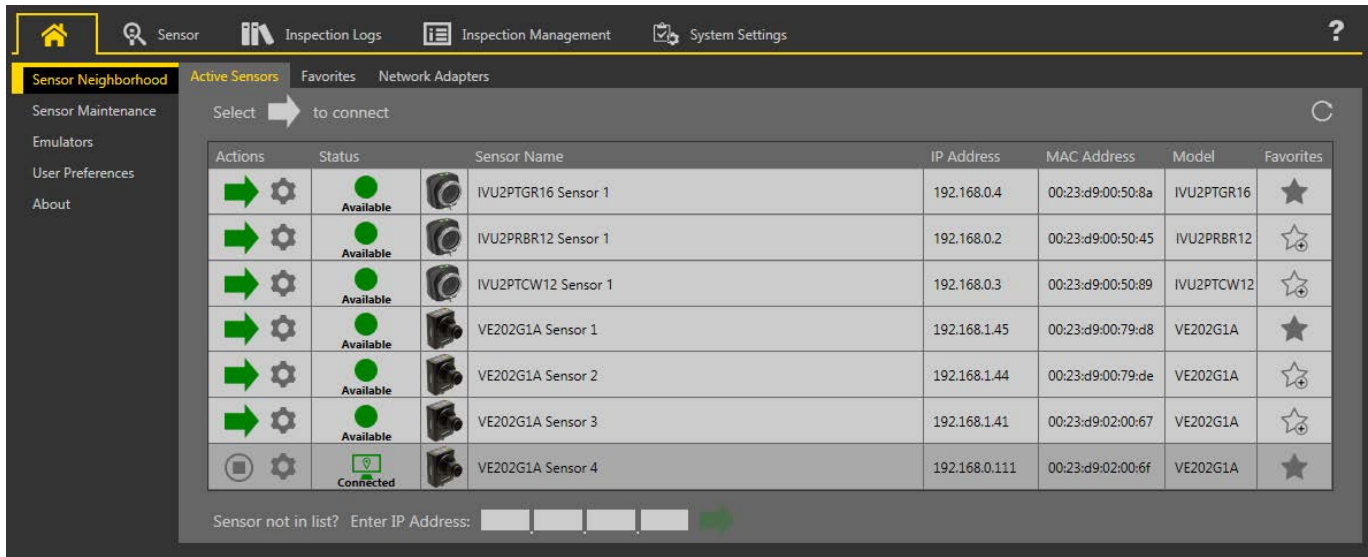 Sensor Inspection Logs Inspection Management System Settings ?
Sensor Neighborhood
Sensor Maintenance
Emulators
User Preferences
About
Active Sensors Favorites Network Adapters
Select to connect
Actions Status Sensor Name IP Address MAC Address Model Favorites
Available IVU2PTGR16 Sensor 1 192.168.0.4 00:23:d9:00:50:8a IVU2PTGR16
Available IVU2PRBR12 Sensor 1 192.168.0.2 00:23:d9:00:50:45 IVU2PRBR12
Available IVU2PTCW12 Sensor 1 192.168.0.3 00:23:d9:00:50:89 IVU2PTCW12
Available VE202G1A Sensor 1 192.168.1.45 00:23:d9:00:79:d8 VE202G1A
Available VE202G1A Sensor 2 192.168.1.44 00:23:d9:00:79:de VE202G1A
Available VE202G1A Sensor 3 192.168.1.41 00:23:d9:02:00:67 VE202G1A
Connected VE202G1A Sensor 4 192.168.0.111 00:23:d9:02:00:6f VE202G1A
Sensor not in list? Enter IP Address: . . .